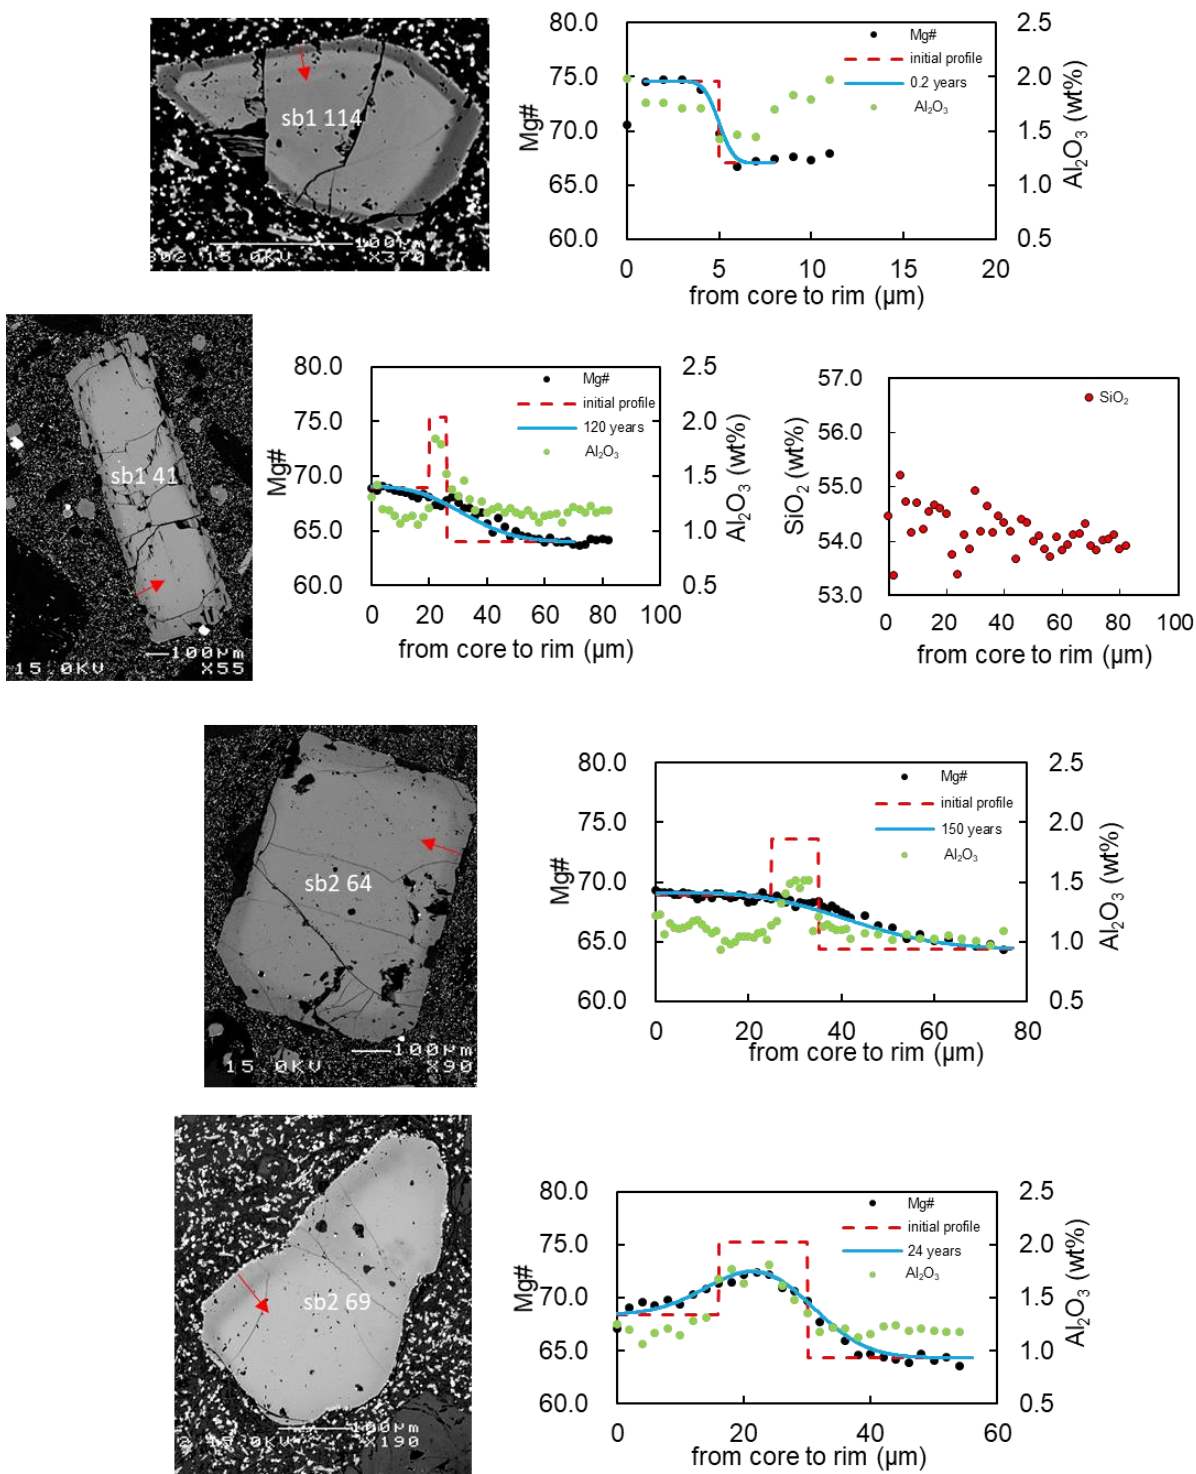 80.0
75.0
70.0
65.0
60.0
Mg#
2.5
2.0
1.5
1.0
0.5
Al₂O₃ (wt%)
Mg#
initial profile
0.2 years
Al₂O₃
0 5 10 15 20
from core to rim (µm)
sb1 114
15.0KV 100µm
X370
sb1 41
15.0KV 100µm
X55
80.0
75.0
70.0
65.0
60.0
Mg#
2.5
2.0
1.5
1.0
0.5
Al₂O₃ (wt%)
Mg#
initial profile
120 years
Al₂O₃
0 20 40 60 80 100
from core to rim (µm)
57.0
56.0
55.0
54.0
53.0
SiO₂ (wt%)
SiO₂
0 20 40 60 80 100
from core to rim (µm)
sb2 64
15.0KV 100µm
X90
80.0
75.0
70.0
65.0
60.0
Mg#
2.5
2.0
1.5
1.0
0.5
Al₂O₃ (wt%)
Mg#
initial profile
150 years
Al₂O₃
0 20 40 60 80
from core to rim (µm)
sb2 69
100µm
X190
80.0
75.0
70.0
65.0
60.0
Mg#
2.5
2.0
1.5
1.0
0.5
Al₂O₃ (wt%)
Mg#
initial profile
24 years
Al₂O₃
0 20 40 60
from core to rim (µm)